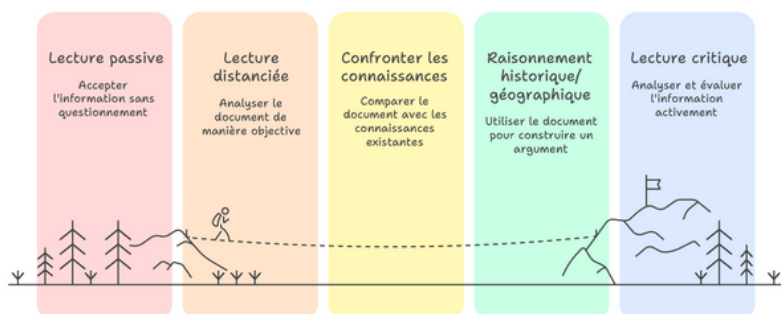 Lecture passive
Accepter
l'information sans
questionnement
Lecture
distanciée
Analyser le
document de
manière objective
Confronter les
connaissances
Comparer le
document avec les
connaissances
existantes
Raisonnement
historique/
géographique
Utiliser le document
pour construire un
argument
Lecture critique
Analyser et évaluer
l'information
activement